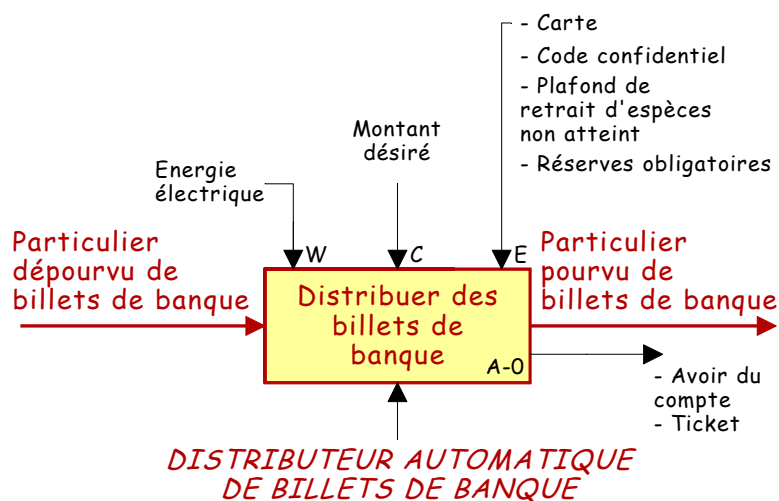 - Carte
- Code confidentiel
- Plafond de
retrait d'espèces
non atteint
- Réserves obligatoires
Montant
désiré
Energie
électrique
Particulier
dépourvu de
billets de banque
W
C
E
Particulier
pourvu de
billets de banque
Distribuer des
billets de
banque
A-0
- Avoir du
compte
- Ticket
DISTRIBUTEUR AUTOMATIQUE
DE BILLETS DE BANQUE